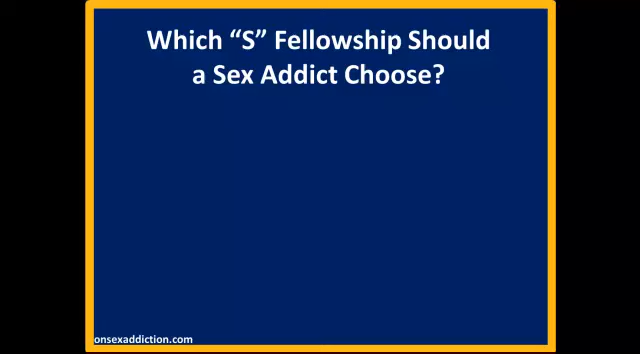 Which “S” Fellowship Should
a Sex Addict Choose?
onsexaddiction.com